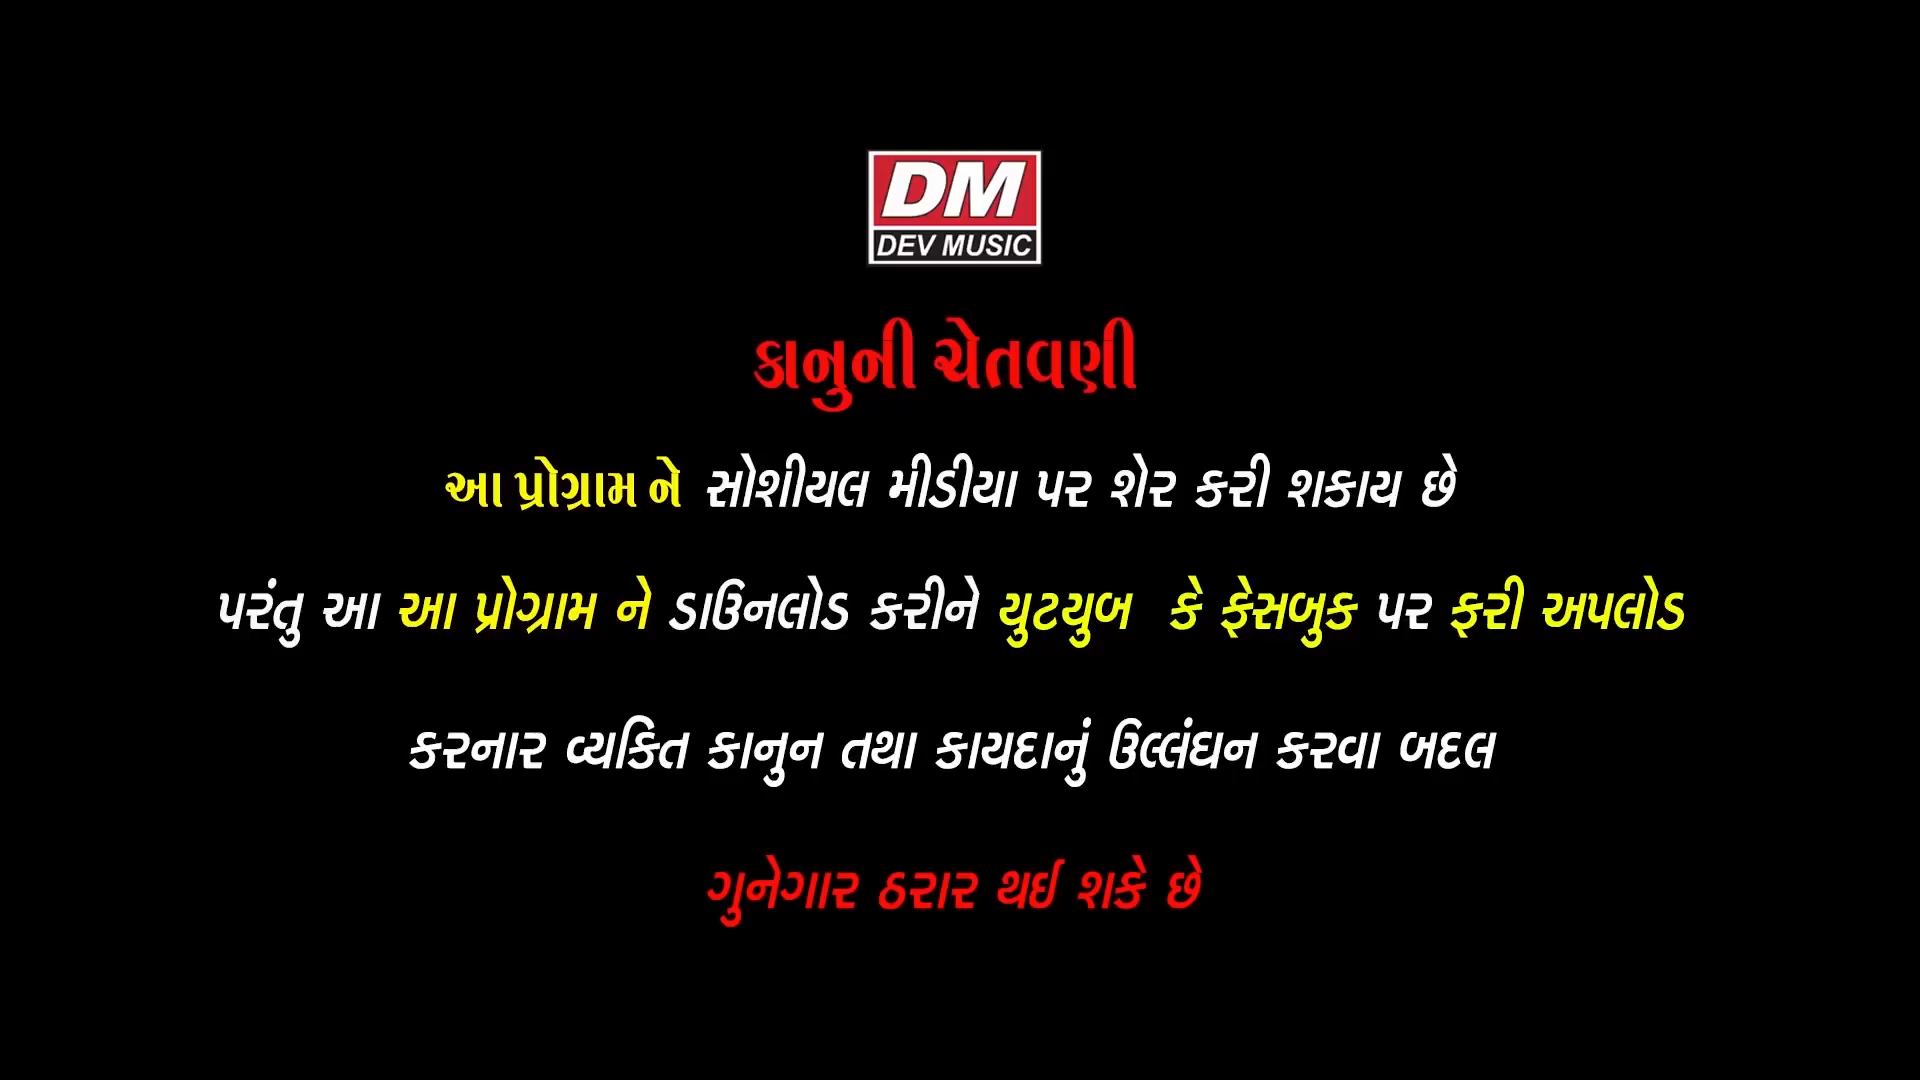 DM
DEV MUSIC
કાનુની ચેતવણી
આ પ્રોગ્રામ ને સોશીયલ મીડીયા પર શેર કરી શકાય છે
પરંતુ આ આ પ્રોગ્રામ ને ડાઉનલોડ કરીને યુટયુબ કે ફેસબુક પર ફરી અપલોડ
કરનાર વ્યકિત કાનુન તથા કાયદાનું ઉલ્લંઘન કરવા બદલ
ગુનેગાર ઠરાર થઈ શકે છે